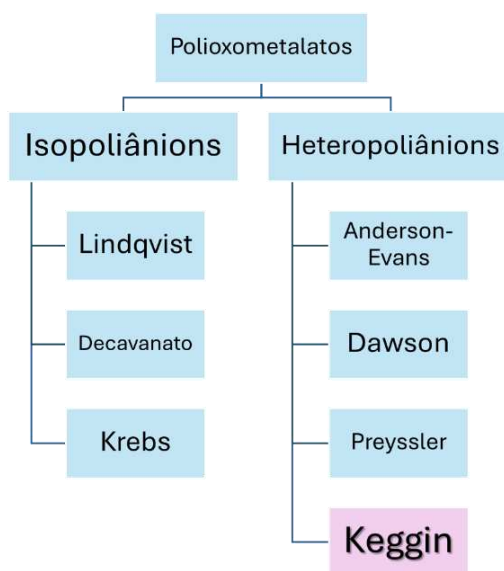 Polioxometalatos
Isopoliânions
Heteropoliânions
Lindqvist
Anderson-
Evans
Decavanato
Dawson
Krebs
Preyssler
Keggin